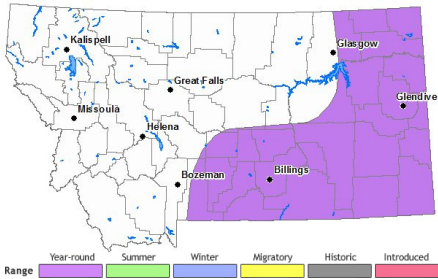 Kalispell
Glasgow
Great Falls
Glendive
Missoula
Helena
Bozeman
Billings
Year-round Summer Winter Migratory Historic Introduced
Range